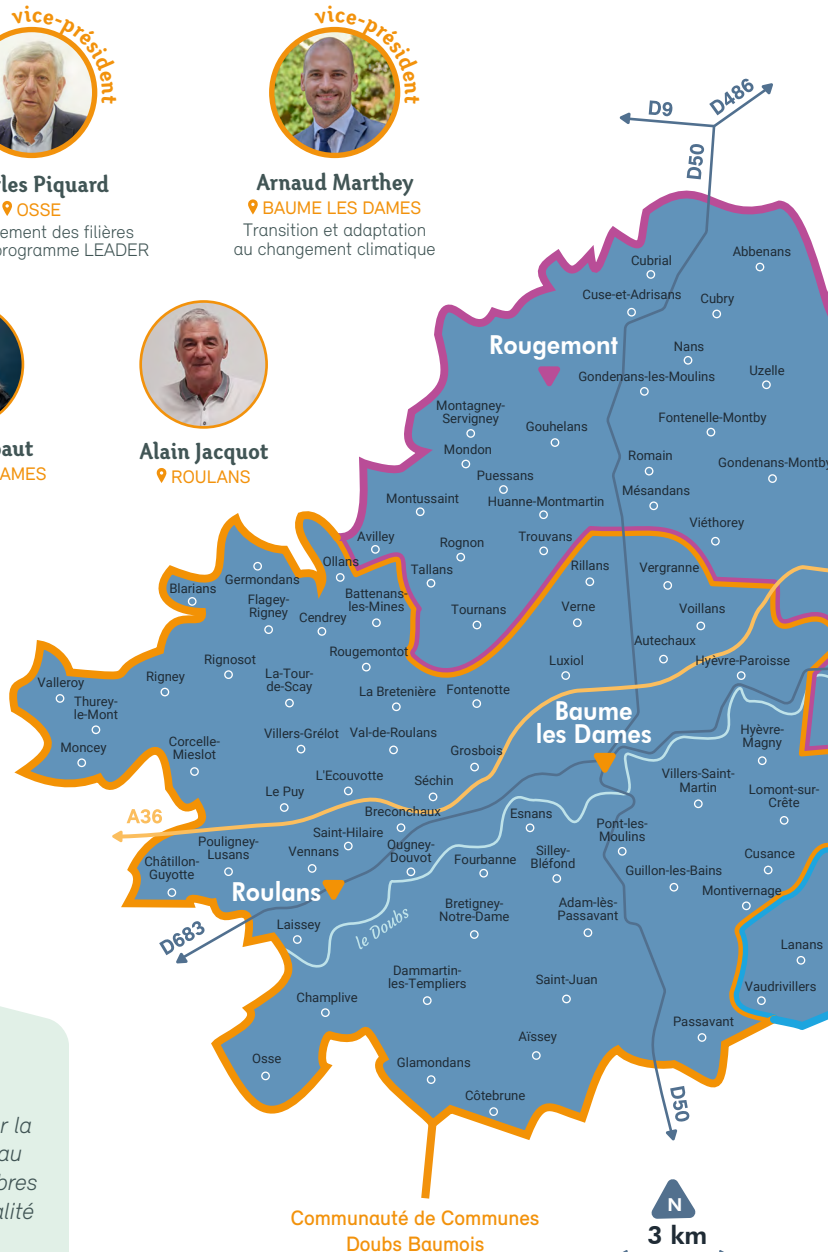 vice-président
vice-président
les Piquard
OSSE
ement des filières
programme LEADER
Arnaud Marthey
BAUME LES DAMES
Transition et adaptation
au changement climatique
aut
AMES
Alain Jacquot
ROULANS
D9
D486
D50
Cubrial
Abbenans
Cuse-et-Adrisans
Cubry
Rougemont
Nans
Gondenans-les-Moulins
Uzelle
Montagney-
Servigney
Gouhelans
Fontenelle-Montby
Mondon
Romain
Gondenans-Montby
Puessans
Mésandans
Montussaint
Huanne-Montmartin
Viéthorey
Avilley
Rognon
Trouvans
Ollans
Tallans
Rillans
Vergranne
Germondans
Blarians
Battenans-
les-Mines
Flagey-
Rigney
Cendrey
Tournans
Verne
Voillans
Autechaux
Rougemontot
Rignosot
Luxiol
Hyèvre-Paroisse
Rigney
La-Tour-
de-Scay
Valleroy
La Bretenière
Fontenotte
Thurey-
le-Mont
Baume
les Dames
Villers-Grélot
Val-de-Roulans
Hyèvre-
Magny
Moncey
Corcelle-
Mieslot
Grosbois
Villers-Saint-
Martin
L'Ecouvotte
Séchin
Le Puy
Lomont-sur-
Crête
A36
Breconchaux
Esnans
Saint-Hilaire
Pont-les-
Moulins
Pouligney-
Lusans
Vennans
Ougney-
Douvot
Silley-
Bléfond
Châtillon-
Guyotte
Fourbanne
Cusance
Guillon-les-Bains
Roulans
Montivernage
Bretigney-
Notre-Dame
Adam-lès-
Passavant
Laissey
le Doubs
D683
Lanans
Dammartin-
les-Templiers
Saint-Juan
Vaudrivillers
Champlive
Passavant
Aïssey
Osse
Glamondans
Côtebrune
D50
r la
au
bres
alité
Communauté de Communes
Doubs Baumois
N
3 km